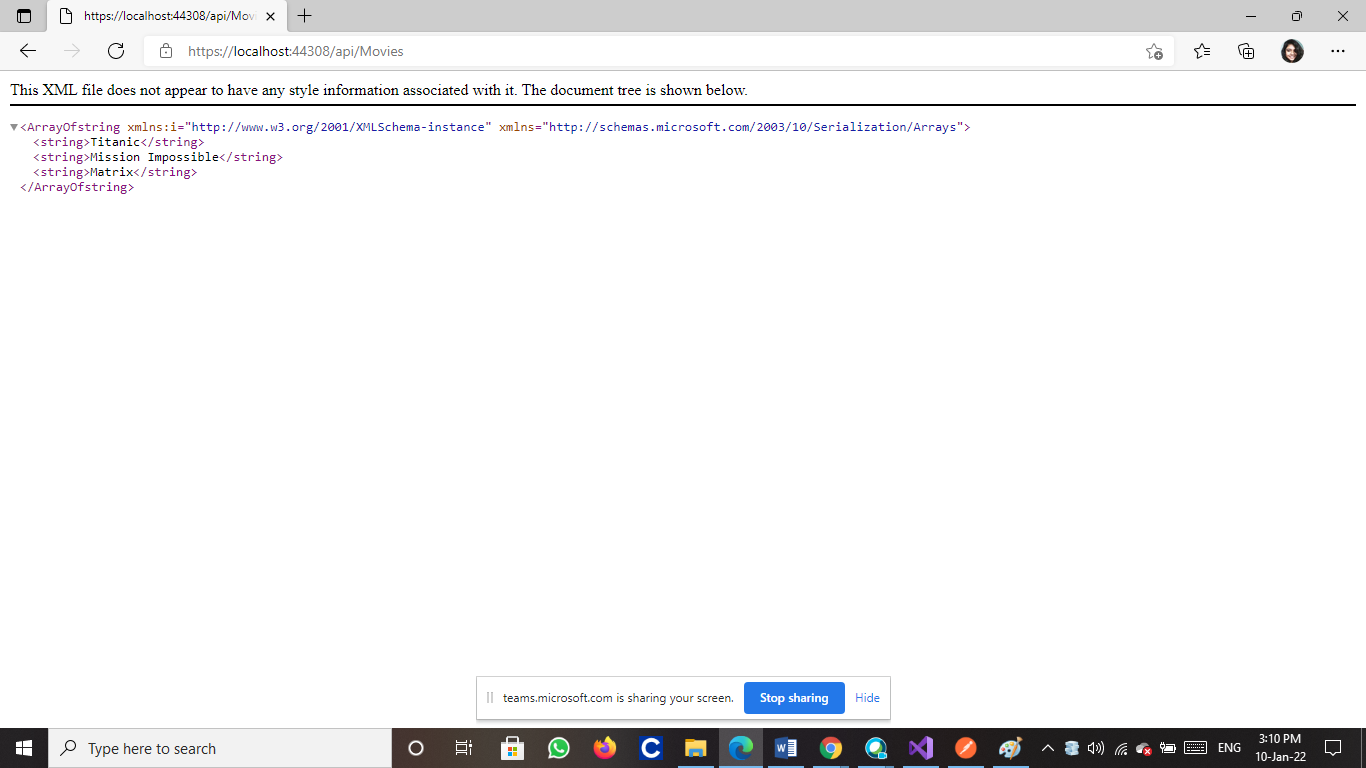 https://localhost:44308/api/Movi
https://localhost:44308/api/Movies
This XML file does not appear to have any style information associated with it. The document tree is shown below.
<ArrayOfstring xmlns:i="http://www.w3.org/2001/XMLSchema-instance" xmlns="http://schemas.microsoft.com/2003/10/Serialization/Arrays">
<string>Titanic</string>
<string>Mission Impossible</string>
<string>Matrix</string>
</ArrayOfstring>
teams.microsoft.com is sharing your screen.
Stop sharing
Hide
Type here to search
ENG
3:10 PM
10-Jan-22